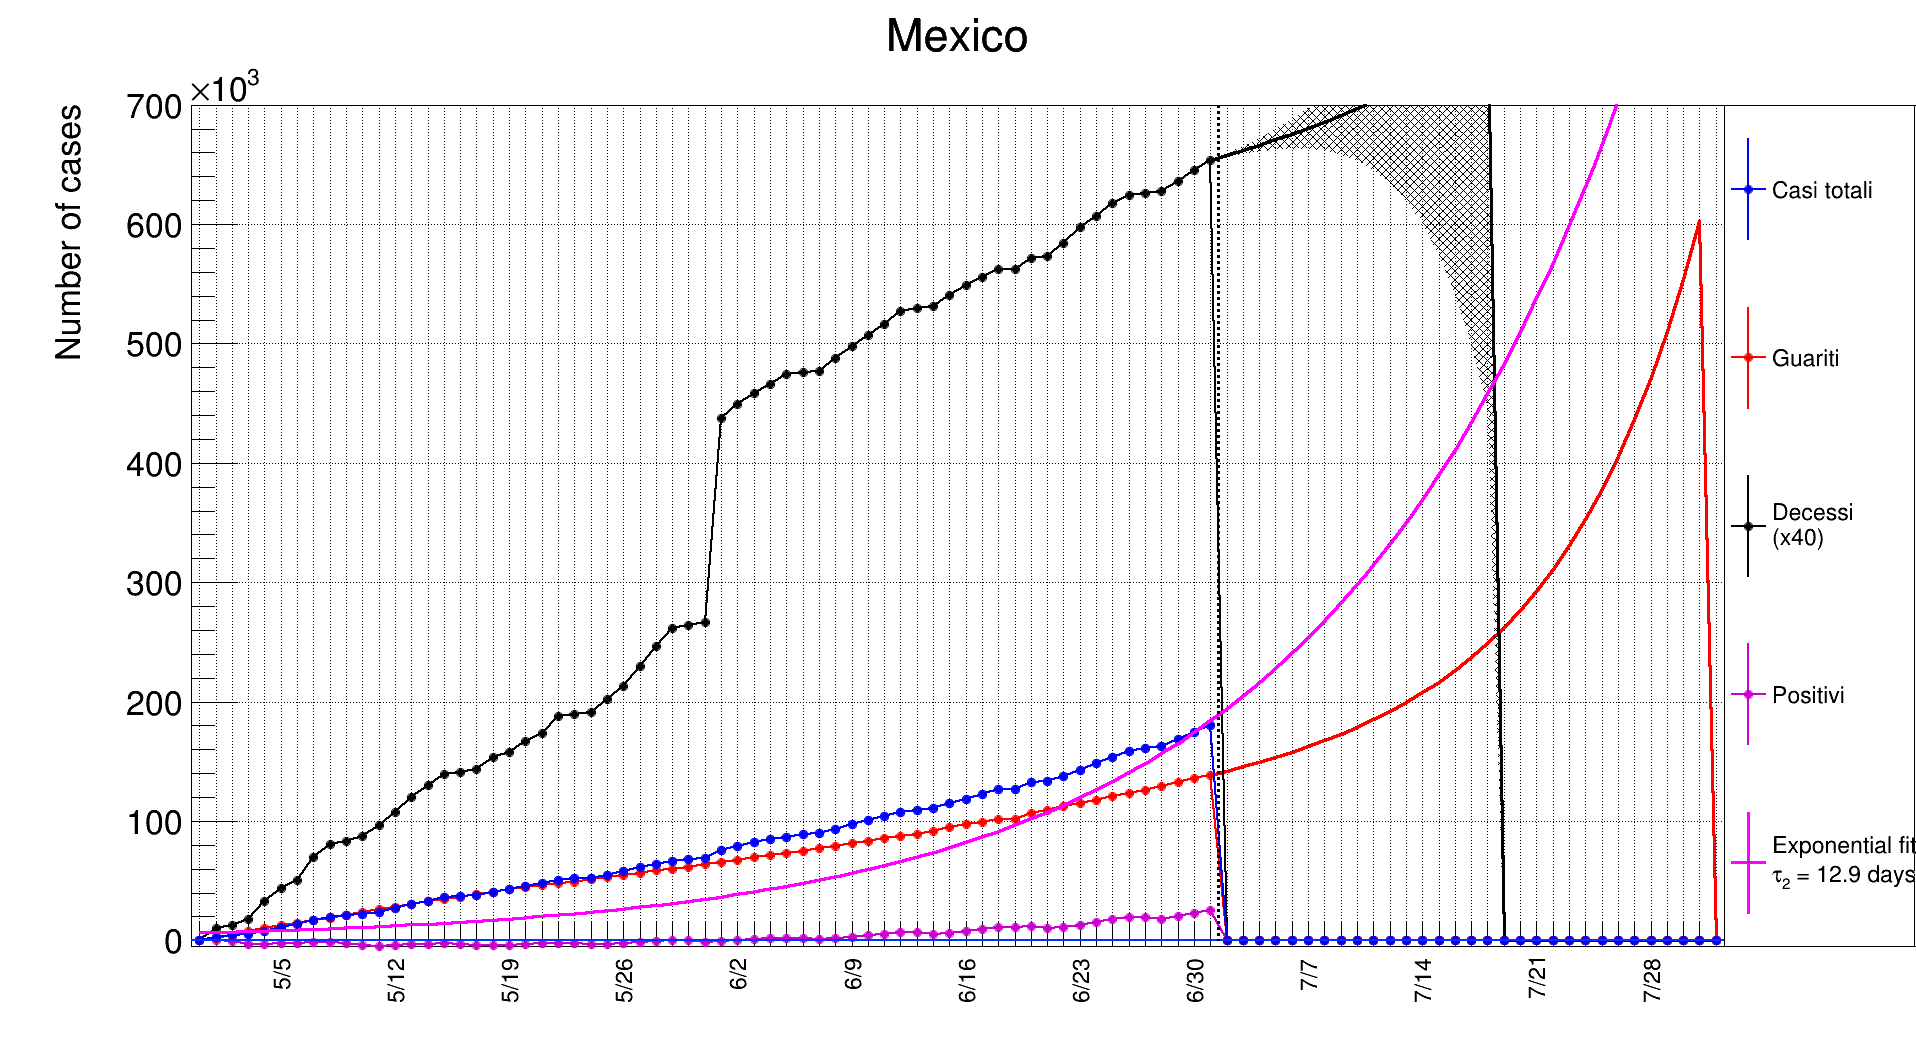 Mexico
×10³
Number of cases
700
600
500
400
300
200
100
0
5/5
5/12
5/19
5/26
6/2
6/9
6/16
6/23
6/30
7/7
7/14
7/21
7/28
Casi totali
Guariti
Decessi
(x40)
Positivi
Exponential fit
τ₂ = 12.9 days